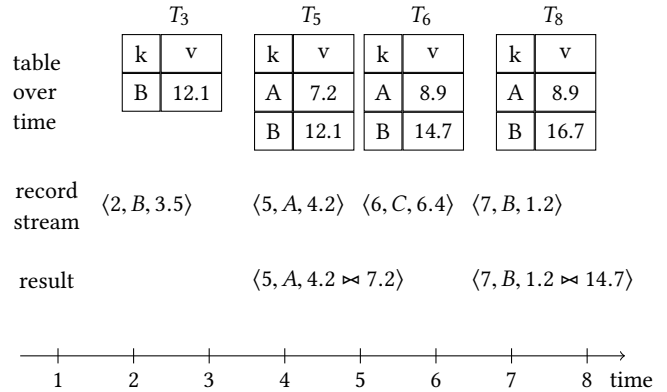 T₃ T₅ T₆ T₈
table over time
k v k v k v k v
B 12.1 A 7.2 A 8.9 A 8.9
B 12.1 B 14.7 B 16.7
record stream
⟨2, B, 3.5⟩ ⟨5, A, 4.2⟩ ⟨6, C, 6.4⟩ ⟨7, B, 1.2⟩
result ⟨5, A, 4.2 ⋈ 7.2⟩ ⟨7, B, 1.2 ⋈ 14.7⟩
1 2 3 4 5 6 7 8 time